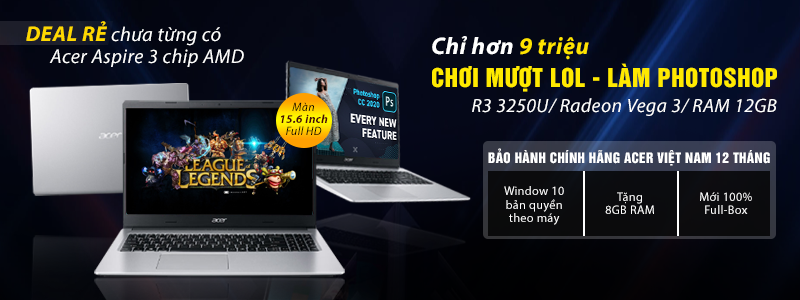 DEAL RẺ chưa từng có
Acer Aspire 3 chip AMD
Chỉ hơn 9 triệu
CHƠI MƯỢT LOL - LÀM PHOTOSHOP
R3 3250U/ Radeon Vega 3/ RAM 12GB
Màn
15.6 inch
Full HD
acer
LEAGUE
LEGENDS
acer
Photoshop
CC 2020
Ps
EVERY NEW
FEATURE
acer
BẢO HÀNH CHÍNH HÃNG ACER VIỆT NAM 12 THÁNG
Window 10
bản quyền
theo máy
Tặng
8GB RAM
Mới 100%
Full-Box